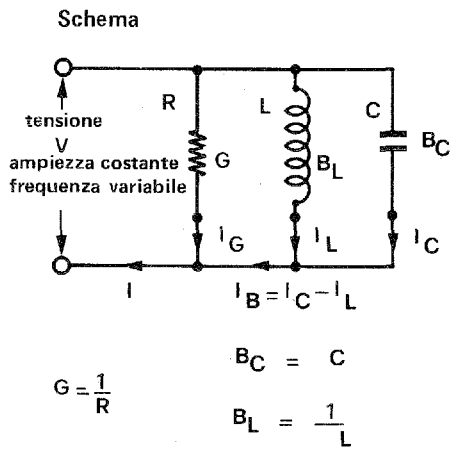 Schema
R
L
C
tensione
V
ampiezza costante
frequenza variabile
G
B_L
B_C
I_G
I_L
I_C
I
I_B = I_C - I_L
G = 1/R
B_C = C
B_L = 1/L